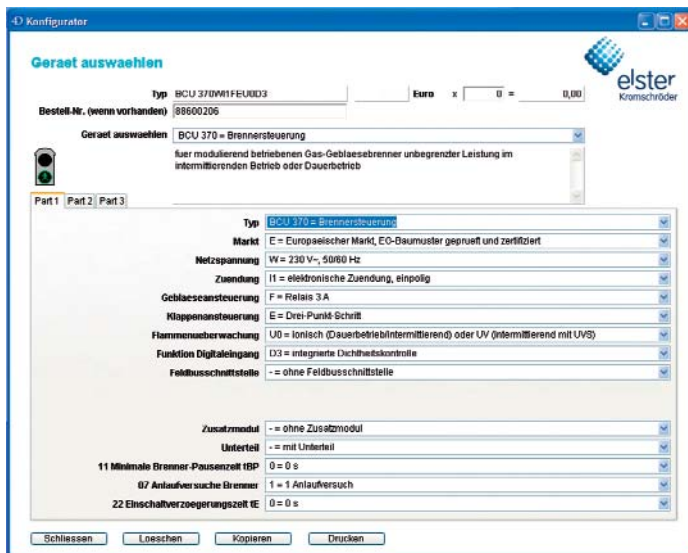 4D Konfigurator
Geraet auswaehlen
elster
Kromschröder
Typ BCU 370WI1FEU0D3 Euro x 0 = 0,00
Bestell-Nr. (wenn vorhanden) 88600206
Geraet auswaehlen BCU 370 = Brennersteuerung
fuer modulierend betriebenen Gas-Geblaesebrenner unbegrenzter Leistung im
intermittierenden Betrieb oder Dauerbetrieb
Part 1 Part 2 Part 3
Typ BCU 370 = Brennersteuerung
Markt E = Europaeischer Markt, EG-Baumuster geprueft und zertifiziert
Netzspannung W = 230 V~, 50/60 Hz
Zuendung I1 = elektronische Zuendung, einpolig
Geblaeseansteuerung F = Relais 3 A
Klappenansteuerung E = Drei-Punkt-Schritt
Flammenueberwachung U0 = ionisch (Dauerbetrieb/intermittierend) oder UV (intermittierend mit UVS)
Funktion Digitaleingang D3 = integrierte Dichtheitskontrolle
Feldbusschnittstelle - = ohne Feldbusschnittstelle
Zusatzmodul - = ohne Zusatzmodul
Unterteil - = mit Unterteil
11 Minimale Brenner-Pausenzeit tBP 0 = 0 s
07 Anlaufversuche Brenner 1 = 1 Anlaufversuch
22 Einschaltverzoegerungszeit tE 0 = 0 s
Schliessen Loeschen Kopieren Drucken